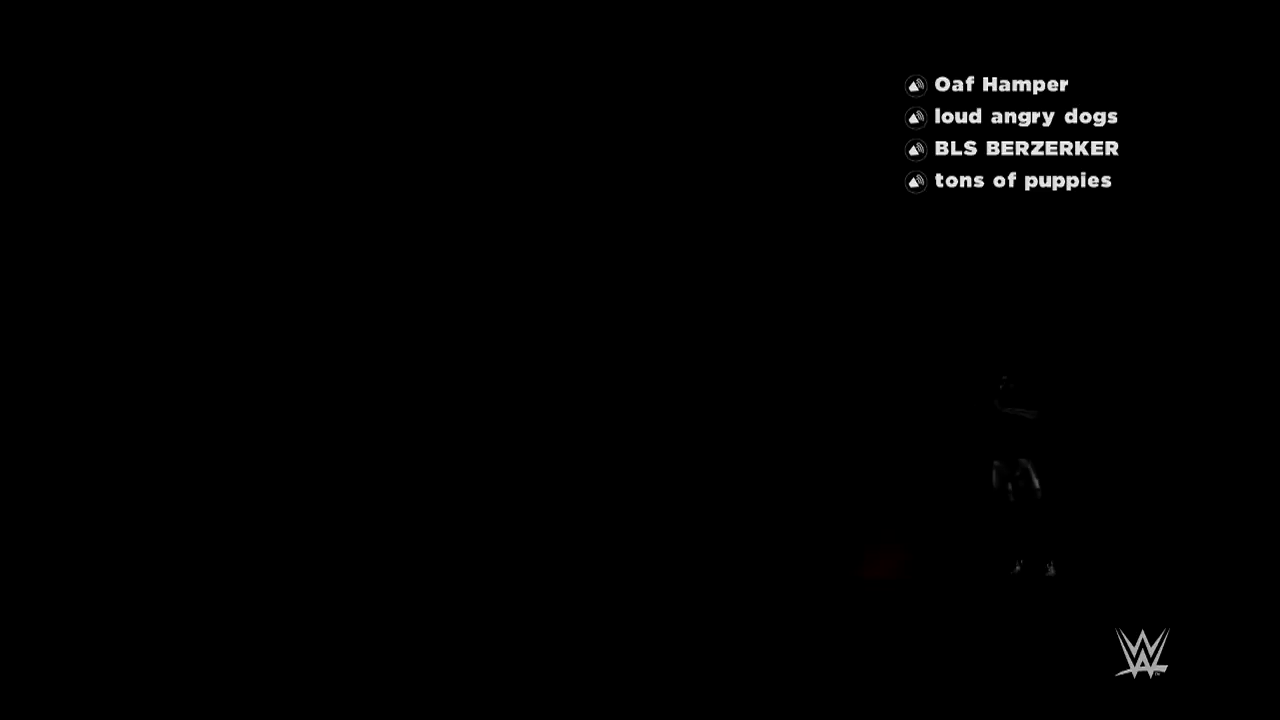 Oaf Hamper
loud angry dogs
BLS BERZERKER
tons of puppies
W